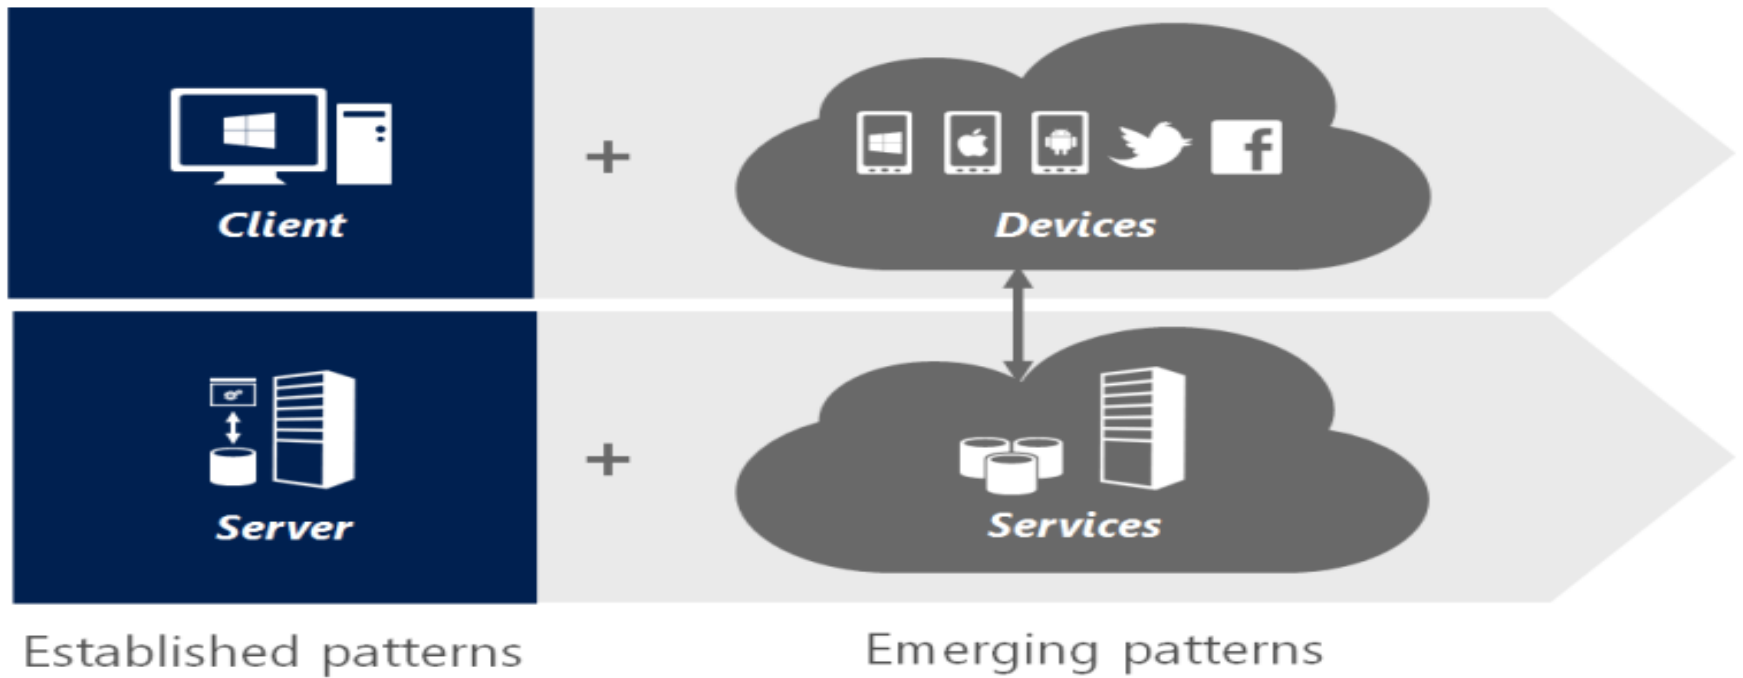 Client
+
Devices
Server
+
Services
Established patterns
Emerging patterns